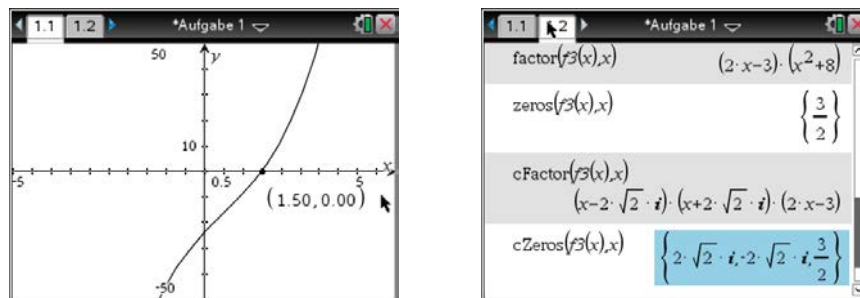 1.1 1.2 *Aufgabe 1
50
y
10
x
-5 0.5 5
(1.50,0.00)
-50
1.1 1.2 *Aufgabe 1
factor(f3(x),x) (2·x-3)·(x²+8)
zeros(f3(x),x) {3/2}
cFactor(f3(x),x)
(x-2·√2·i)·(x+2·√2·i)·(2·x-3)
cZeros(f3(x),x) {2·√2·i,-2·√2·i,3/2}